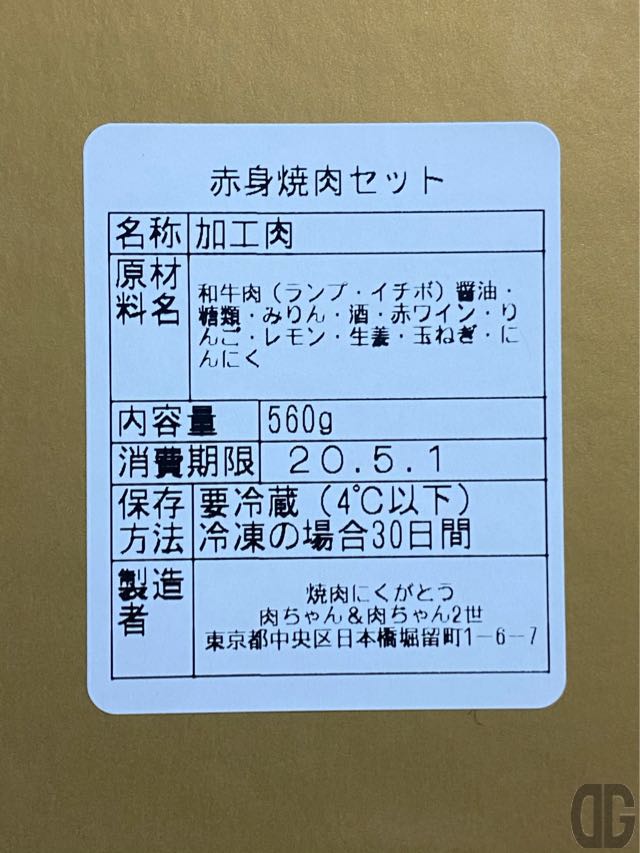 赤身焼肉セット
名称 加工肉
原材料名
和牛肉（ランプ・イチボ）醤油・
糖類・みりん・酒・赤ワイン・り
んご・レモン・生姜・玉ねぎ・に
んにく
内容量 560g
消費期限 20.5.1
保存方法
要冷蔵（4℃以下）
冷凍の場合30日間
製造者
焼肉にくがとう
肉ちゃん＆肉ちゃん2世
東京都中央区日本橋堀留町1-6-7
DG